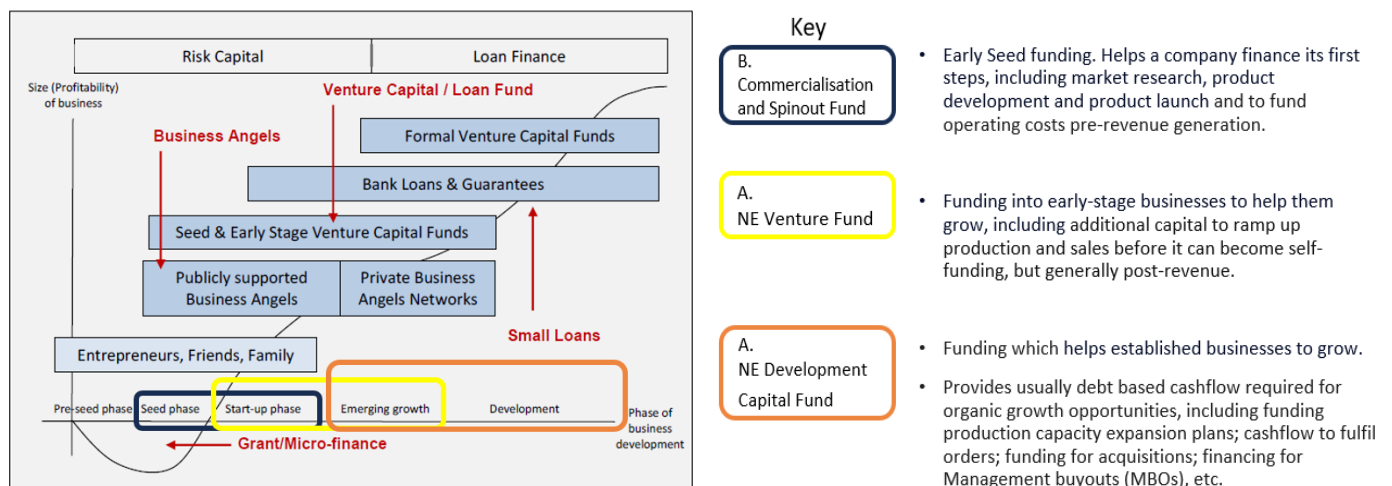 Risk Capital
Loan Finance
Size (Profitability)
of business
Venture Capital / Loan Fund
Business Angels
Formal Venture Capital Funds
Bank Loans & Guarantees
Seed & Early Stage Venture Capital Funds
Publicly supported
Business Angels
Private Business
Angels Networks
Small Loans
Entrepreneurs, Friends, Family
Pre-seed phase
Seed phase
Start-up phase
Emerging growth
Development
Phase of
business
development
Grant/Micro-finance
Key
B.
Commercialisation
and Spinout Fund
• Early Seed funding. Helps a company finance its first
steps, including market research, product
development and product launch and to fund
operating costs pre-revenue generation.
A.
NE Venture Fund
• Funding into early-stage businesses to help them
grow, including additional capital to ramp up
production and sales before it can become self-
funding, but generally post-revenue.
A.
NE Development
Capital Fund
• Funding which helps established businesses to grow.
• Provides usually debt based cashflow required for
organic growth opportunities, including funding
production capacity expansion plans; cashflow to fulfil
orders; funding for acquisitions; financing for
Management buyouts (MBOs), etc.